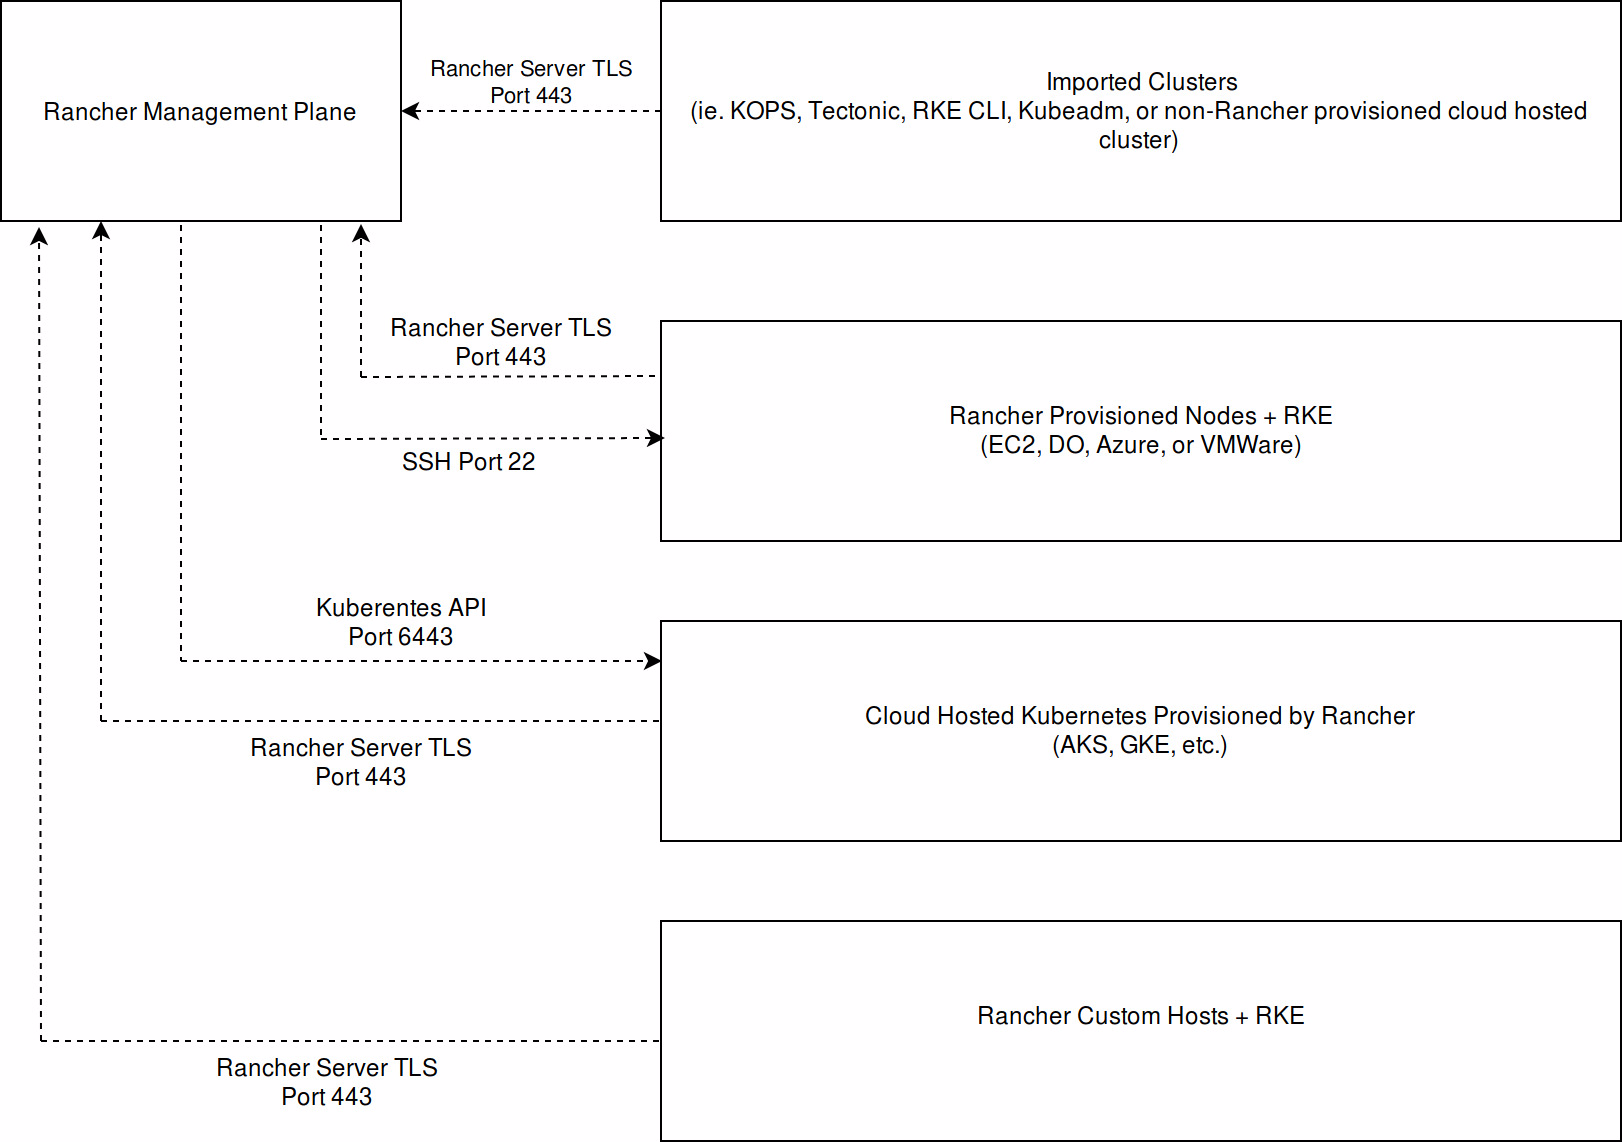 Rancher Management Plane
Rancher Server TLS
Port 443
Imported Clusters
(ie. KOPS, Tectonic, RKE CLI, Kubeadm, or non-Rancher provisioned cloud hosted
cluster)
Rancher Server TLS
Port 443
SSH Port 22
Rancher Provisioned Nodes + RKE
(EC2, DO, Azure, or VMWare)
Kuberentes API
Port 6443
Rancher Server TLS
Port 443
Cloud Hosted Kubernetes Provisioned by Rancher
(AKS, GKE, etc.)
Rancher Custom Hosts + RKE
Rancher Server TLS
Port 443